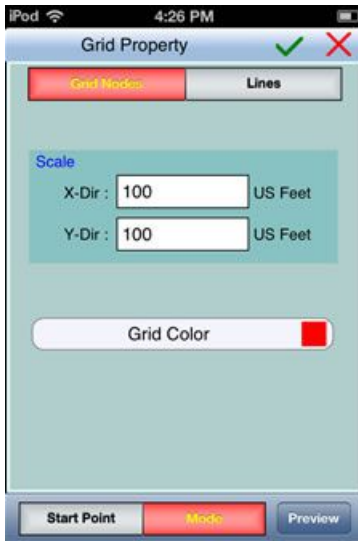 iPod 4:26 PM
Grid Property
Grid Nodes Lines
Scale
X-Dir : 100 US Feet
Y-Dir : 100 US Feet
Grid Color
Start Point Mode Preview